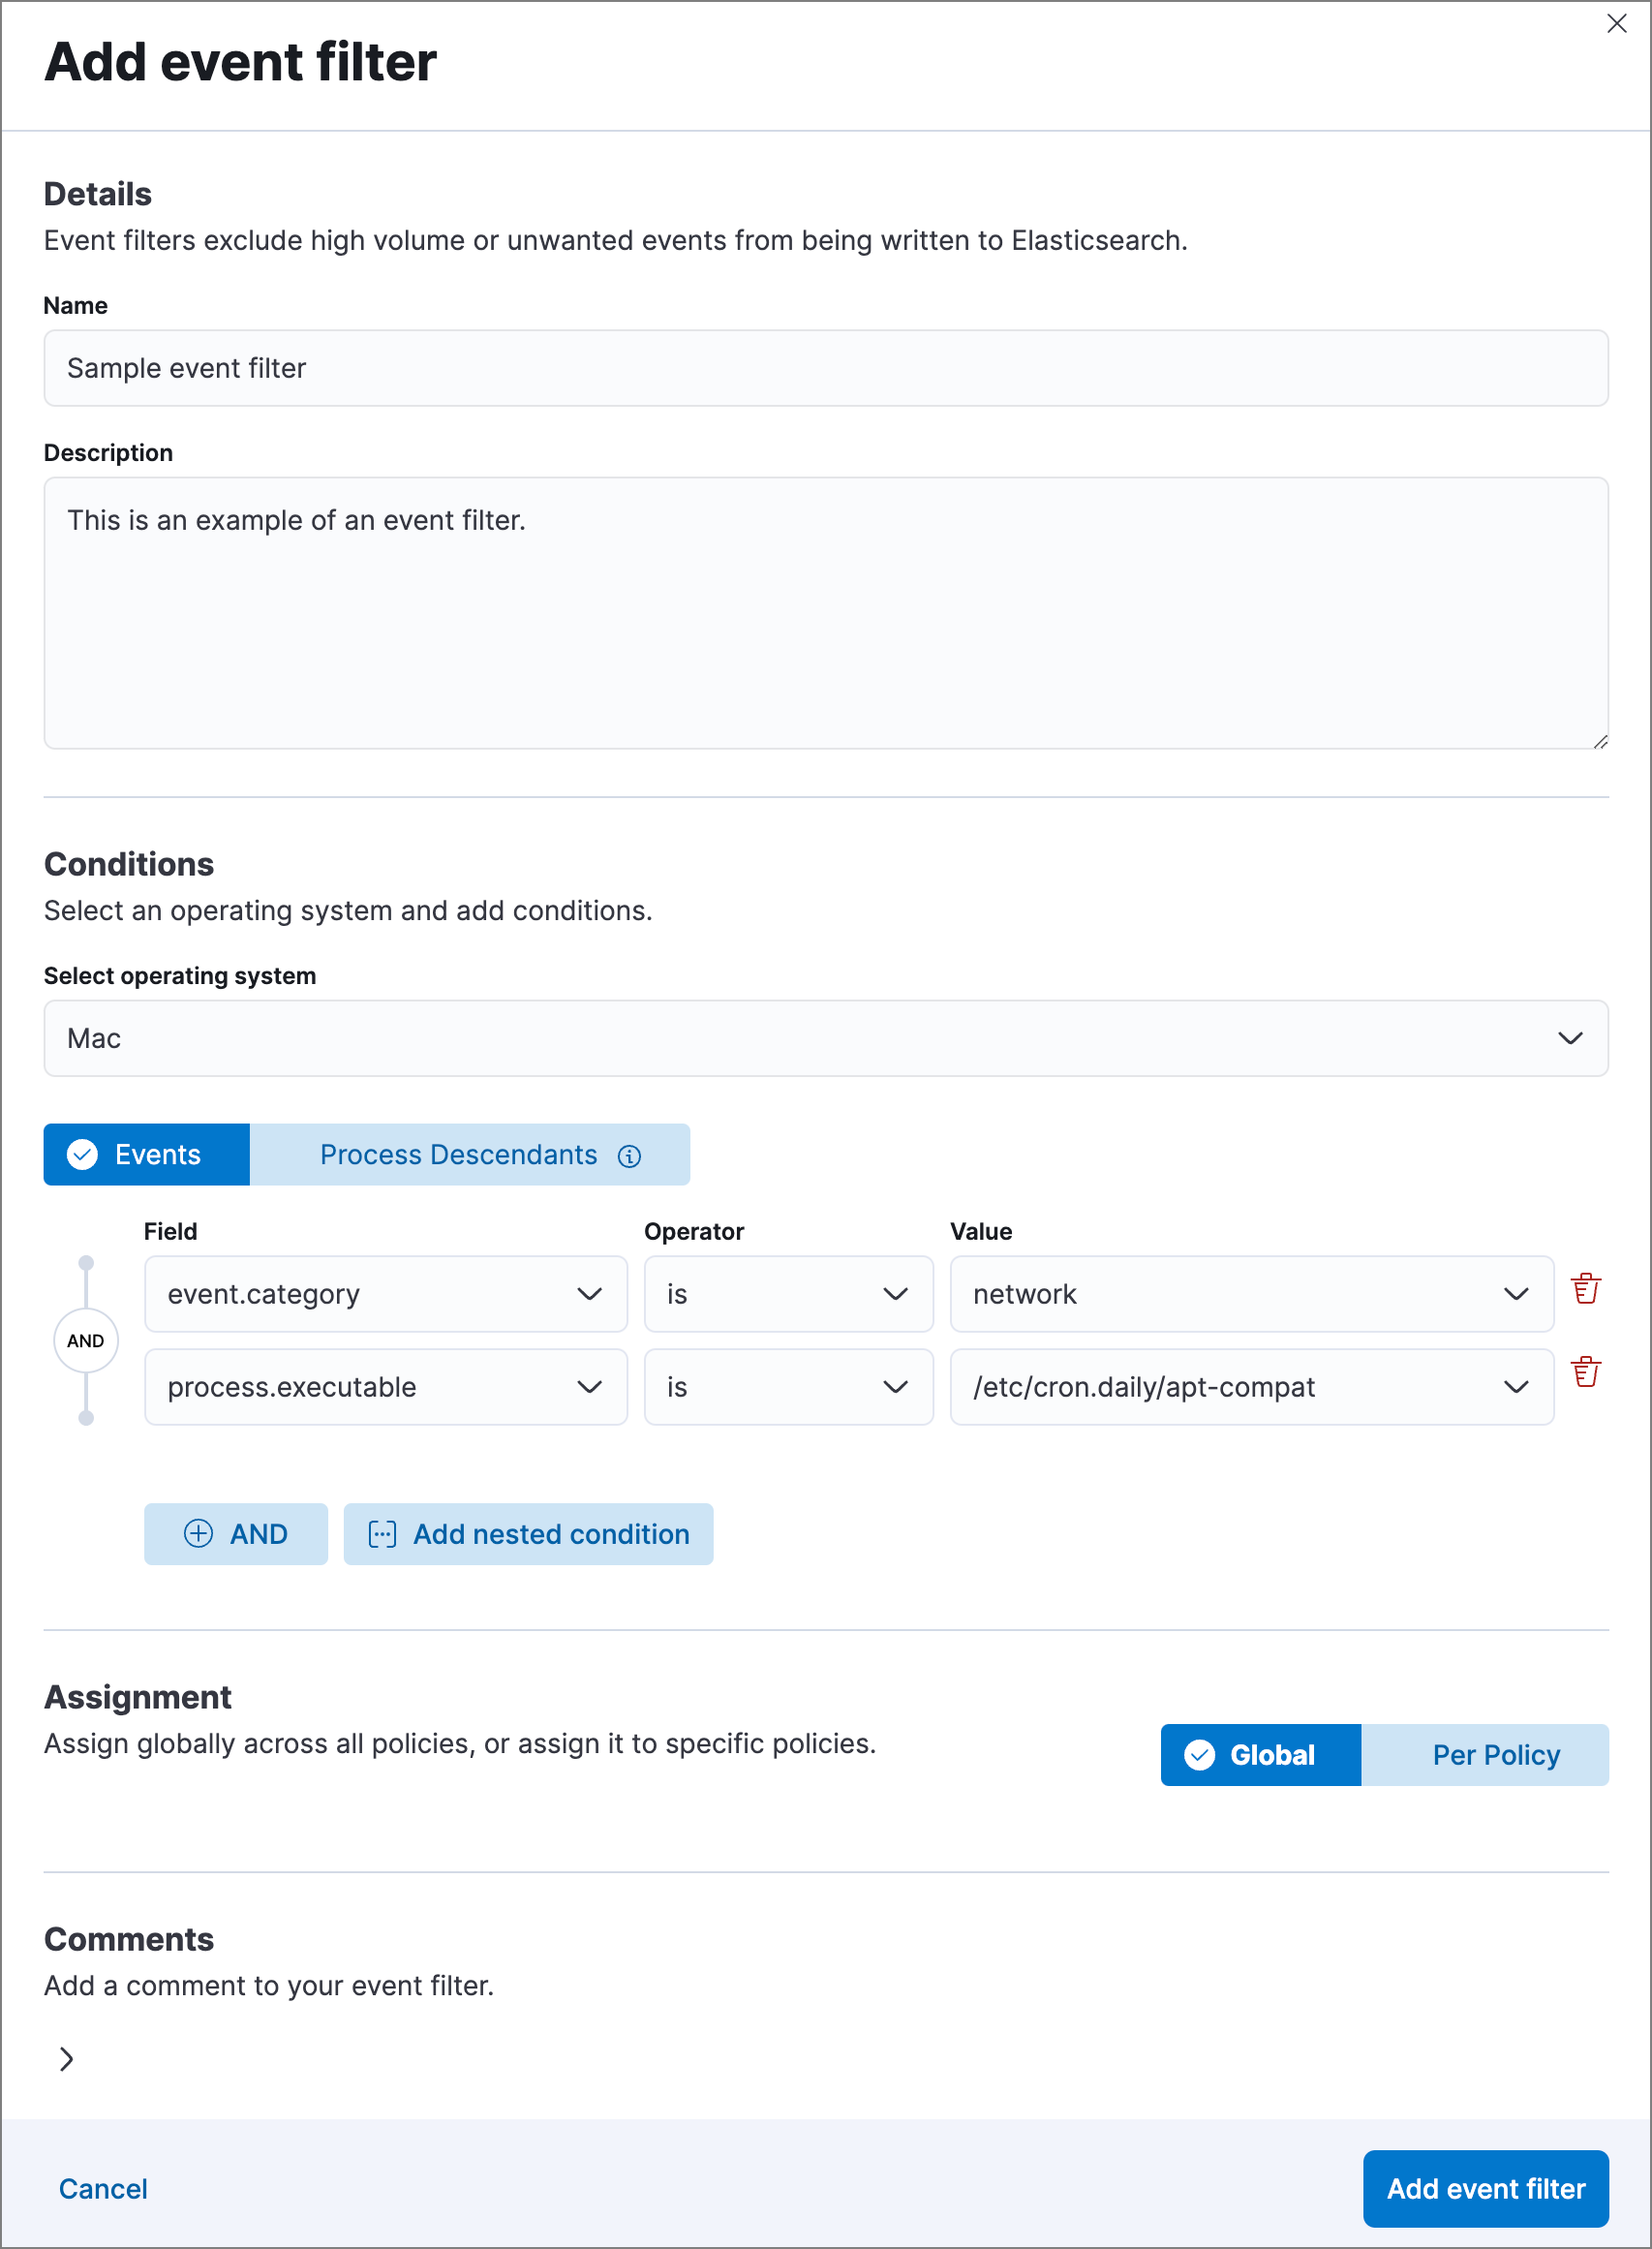 Add event filter
Details
Event filters exclude high volume or unwanted events from being written to Elasticsearch.
Name
Sample event filter
Description
This is an example of an event filter.
Conditions
Select an operating system and add conditions.
Select operating system
Mac
Events Process Descendants
Field Operator Value
event.category is network
AND
process.executable is /etc/cron.daily/apt-compat
AND Add nested condition
Assignment
Assign globally across all policies, or assign it to specific policies.
Global Per Policy
Comments
Add a comment to your event filter.
Cancel Add event filter